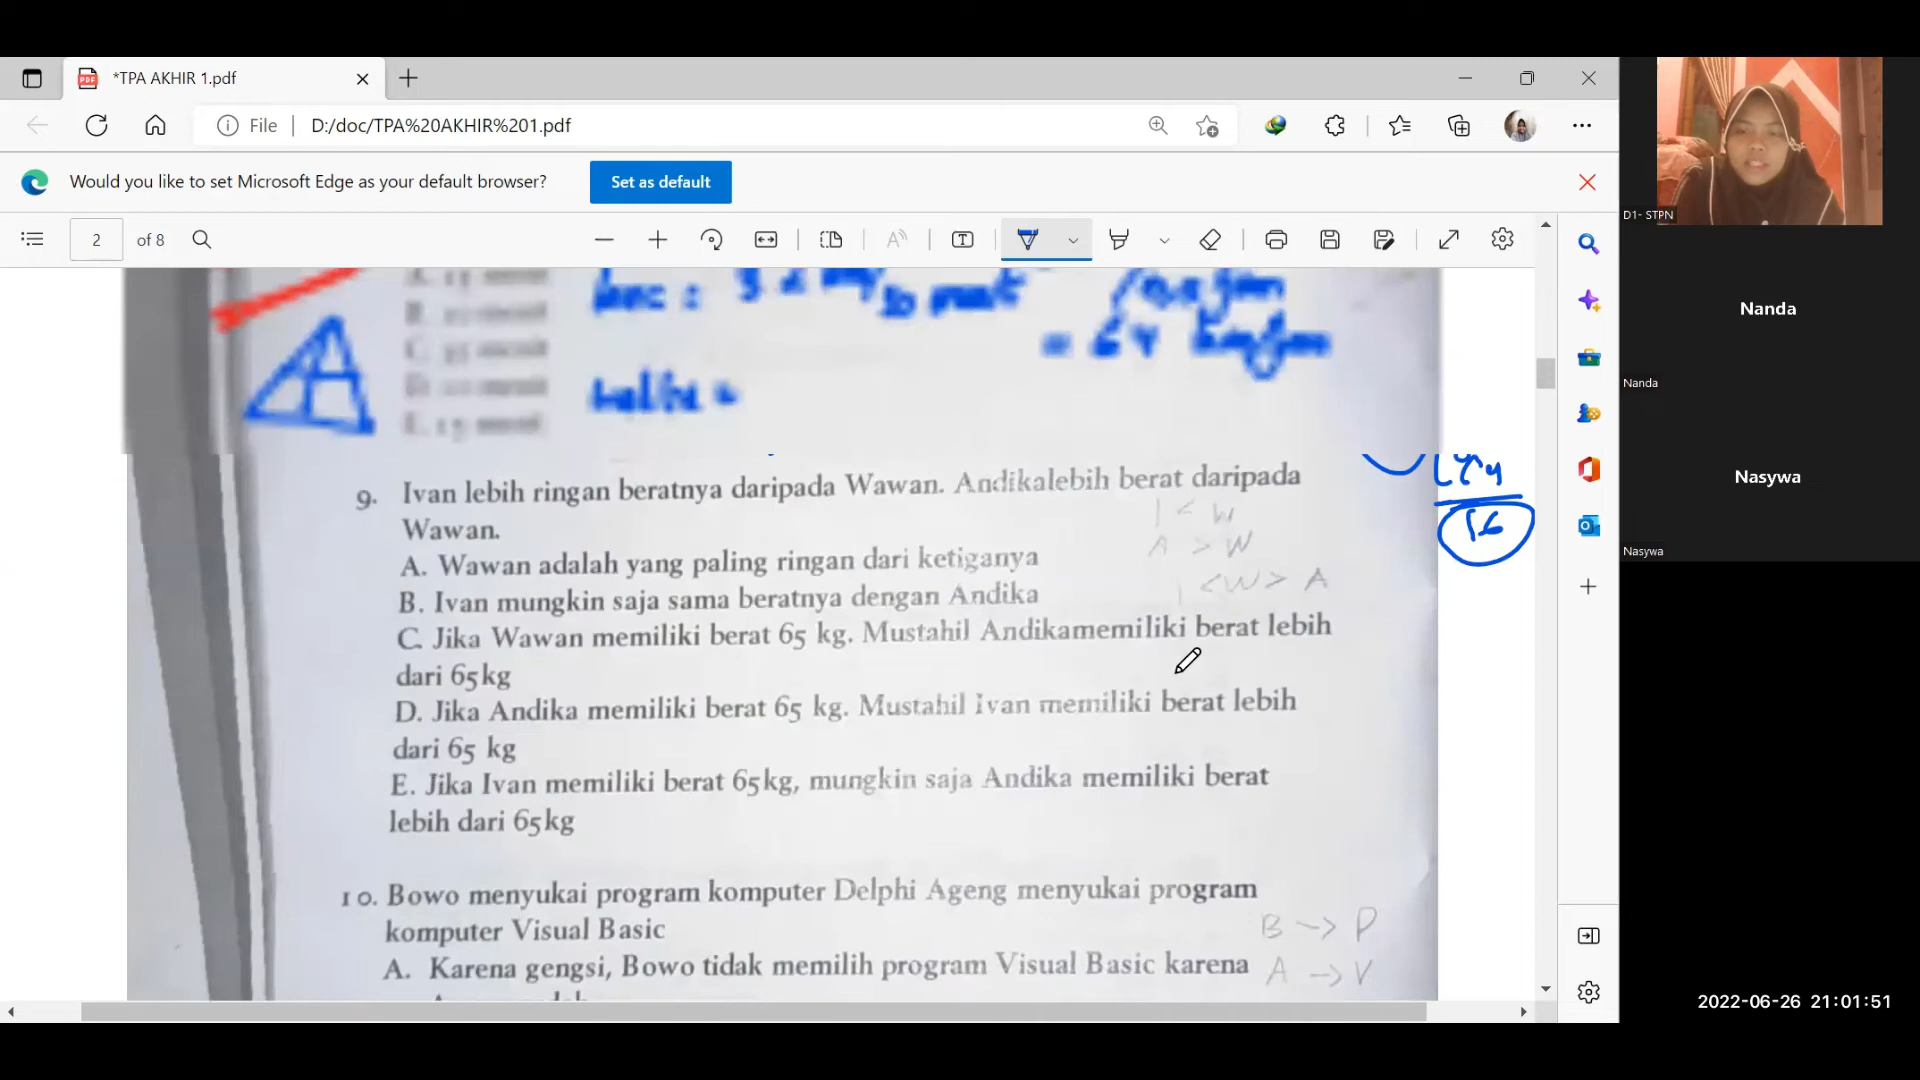 *TPA AKHIR 1.pdf
File
D:/doc/TPA%20AKHIR%201.pdf
Would you like to set Microsoft Edge as your default browser?
Set as default
2
of 8
D1- STPN
Nanda
Nanda
Nasywa
Nasywa
16
9. Ivan lebih ringan beratnya daripada Wawan. Andikalebih berat daripada
Wawan.
I < W
A > W
I < W > A
A. Wawan adalah yang paling ringan dari ketiganya
B. Ivan mungkin saja sama beratnya dengan Andika
C. Jika Wawan memiliki berat 65 kg. Mustahil Andikamemiliki berat lebih
dari 65kg
D. Jika Andika memiliki berat 65 kg. Mustahil Ivan memiliki berat lebih
dari 65 kg
E. Jika Ivan memiliki berat 65kg, mungkin saja Andika memiliki berat
lebih dari 65kg
10. Bowo menyukai program komputer Delphi Ageng menyukai program
komputer Visual Basic
A. Karena gengsi, Bowo tidak memilih program Visual Basic karena
B -> P
A -> V
2022-06-26 21:01:51